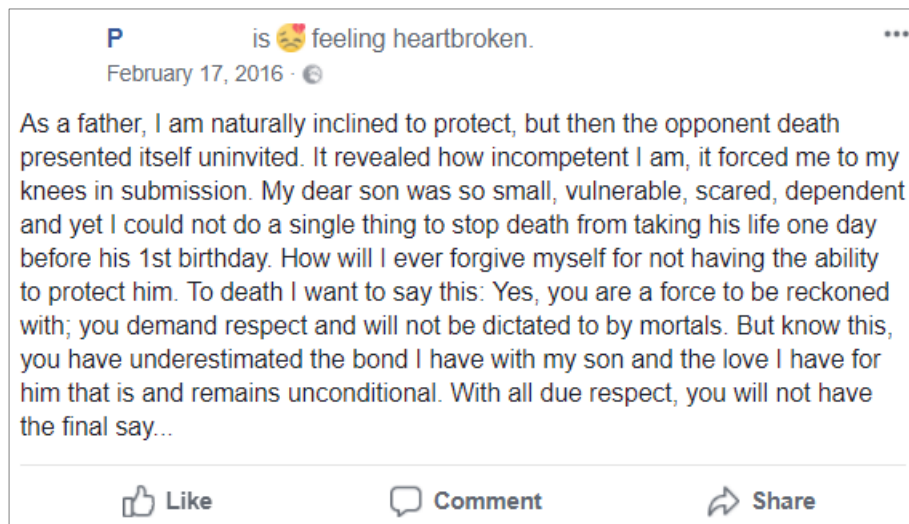 P is feeling heartbroken.
February 17, 2016 ·
As a father, I am naturally inclined to protect, but then the opponent death
presented itself uninvited. It revealed how incompetent I am, it forced me to my
knees in submission. My dear son was so small, vulnerable, scared, dependent
and yet I could not do a single thing to stop death from taking his life one day
before his 1st birthday. How will I ever forgive myself for not having the ability
to protect him. To death I want to say this: Yes, you are a force to be reckoned
with; you demand respect and will not be dictated to by mortals. But know this,
you have underestimated the bond I have with my son and the love I have for
him that is and remains unconditional. With all due respect, you will not have
the final say...
Like Comment Share